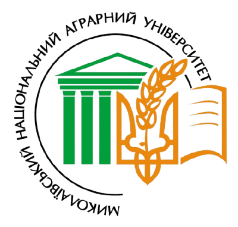 МИКОЛАЇВСЬКИЙ НАЦІОНАЛЬНИЙ АГРАРНИЙ УНІВЕРСИТЕТ